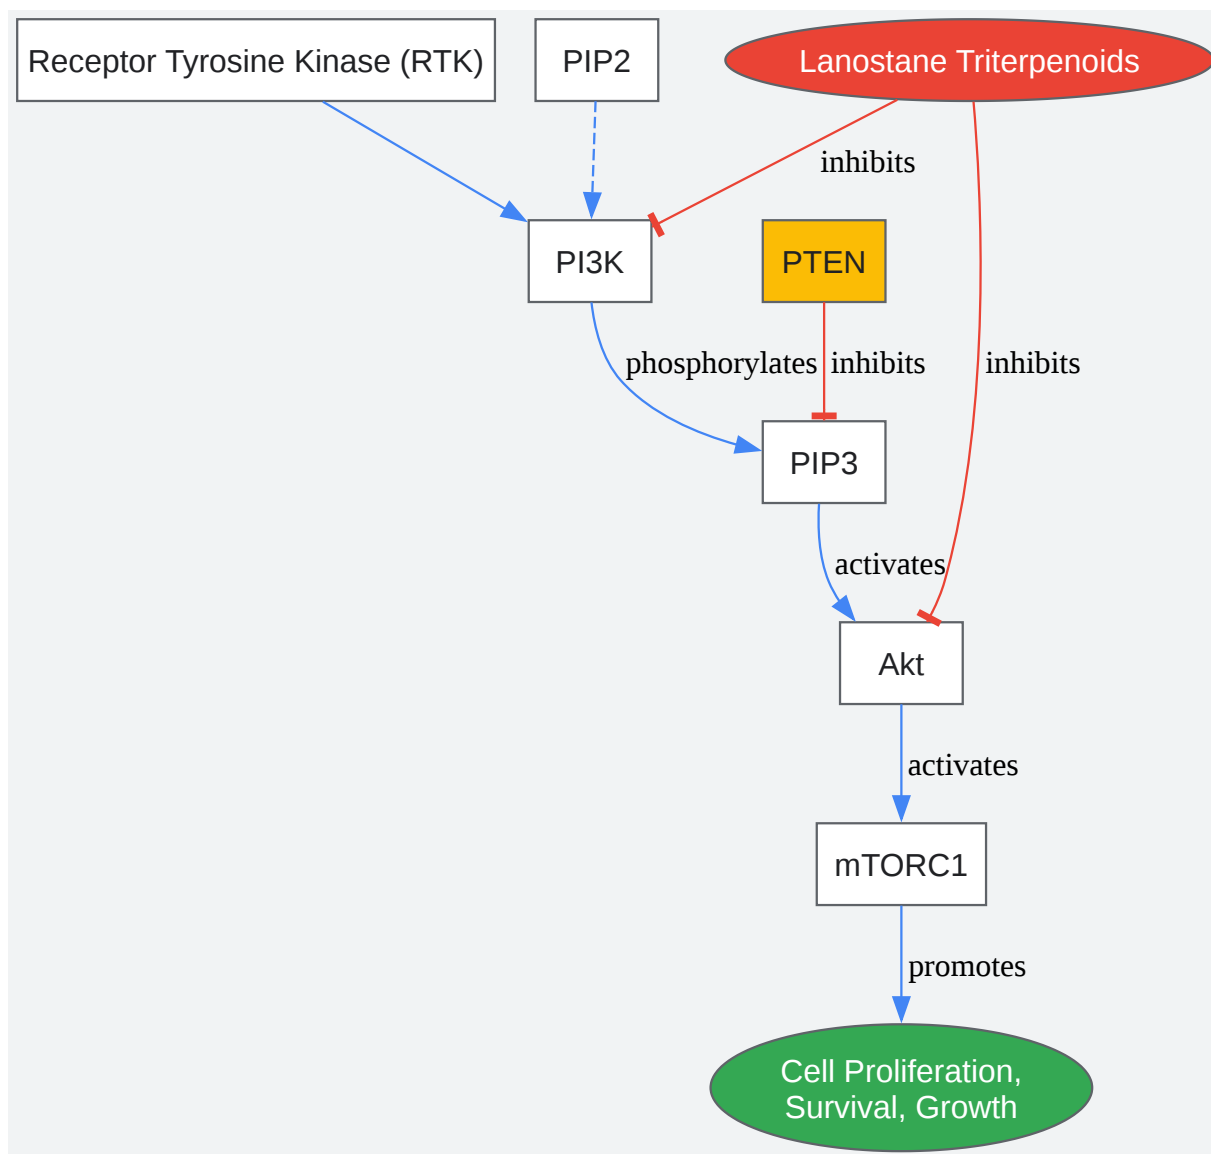 Receptor Tyrosine Kinase (RTK)
PIP2
Lanostane Triterpenoids
inhibits
PI3K
PTEN
phosphorylates
inhibits
inhibits
PIP3
activates
Akt
activates
mTORC1
promotes
Cell Proliferation,
Survival, Growth